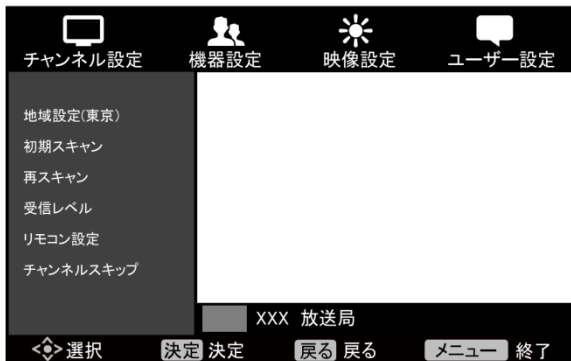 チャンネル設定 機器設定 映像設定 ユーザー設定
地域設定(東京)
初期スキャン
再スキャン
受信レベル
リモコン設定
チャンネルスキップ
XXX 放送局
選択 決定 決定 戻る 戻る メニュー 終了